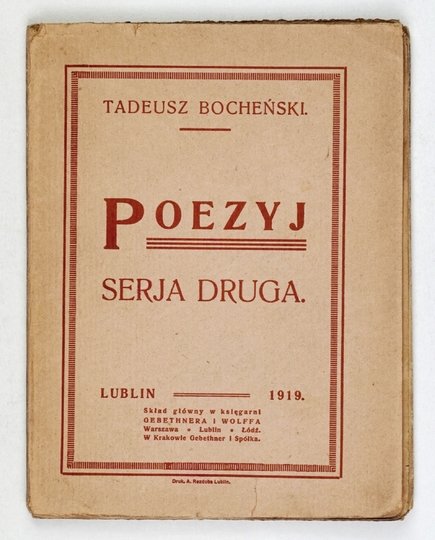 TADEUSZ BOCHEŃSKI.
POEZYJ
SERJA DRUGA.
LUBLIN 1919.
Skład główny w księgarni
GEBETHNERA I WOLFFA
Warszawa • Lublin • Łódź.
W Krakowie Gebethner i Spółka.
Druk. A. Rozduba Lublin.